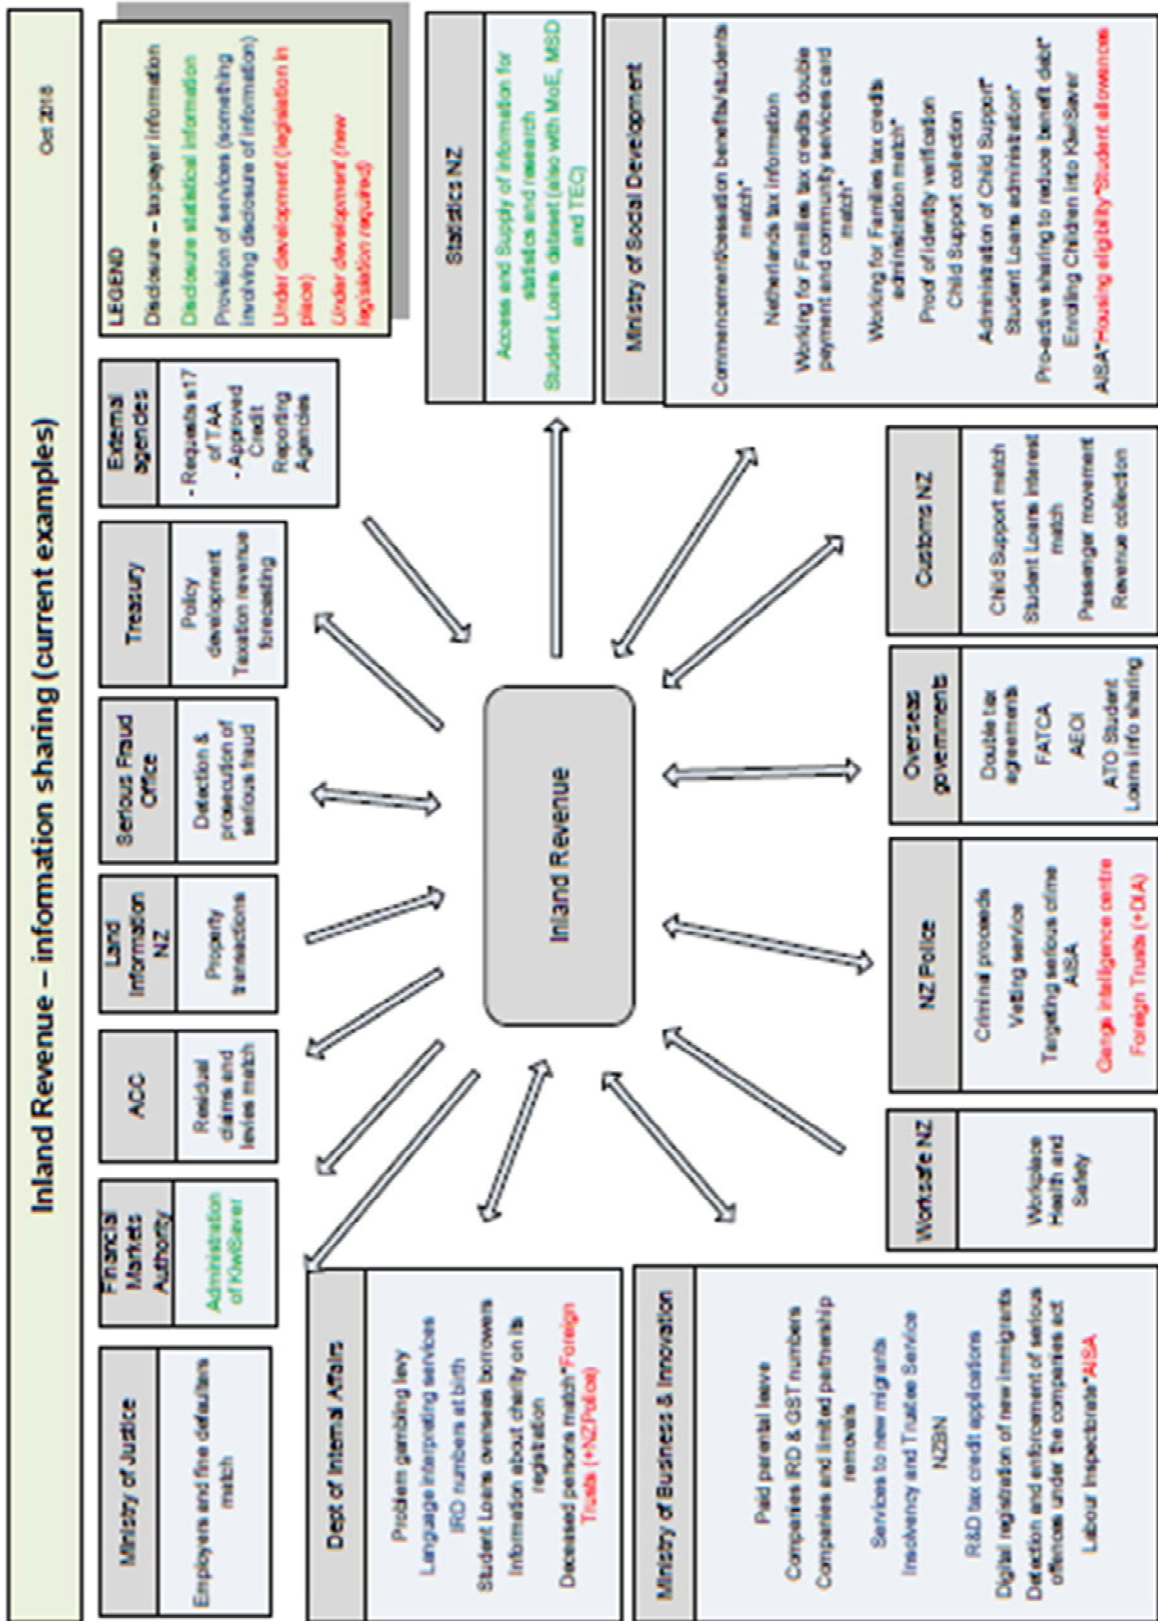 Inland Revenue – information sharing (current examples)
Oct 2018
Ministry of Justice
Employers and fine defaulters
match
Financial
Markets
Authority
Administration
of KiwiSaver
ACC
Residual
claims and
levies match
Land
Information
NZ
Property
transactions
Serious Fraud
Office
Detection &
prosecution of
serious fraud
Treasury
Policy
development
Taxation revenue
forecasting
External
agencies
- Requests s17
of TAA
- Approved
Credit
Reporting
Agencies
LEGEND
Disclosure – taxpayer information
Disclosure statistical information
Provision of services (something
involving disclosure of information)
Under development (legislation in
place)
Under development (new
legislation required)
Dept of Internal Affairs
Problem gambling levy
Language interpreting services
IRD numbers at birth
Student Loans overseas borrowers
Information about charity on its
registration
Deceased persons match*Foreign
Trusts (+NZPolice)
Inland Revenue
Statistics NZ
Access and Supply of information for
statistics and research
Student Loans dataset (also with MoE, MSD
and TEC)
Ministry of Business & Innovation
Paid parental leave
Companies IRD & GST numbers
Companies and limited partnership
removals
Services to new migrants
Insolvency and Trustee Service
NZBN
R&D tax credit applications
Digital registration of new immigrants
Detection and enforcement of serious
offences under the companies act
Labour Inspectorate*AISA
Worksafe NZ
Workplace
Health and
Safety
NZ Police
Criminal proceeds
Vetting service
Targeting serious crime
AISA
Gangs intelligence centre
Foreign Trusts (+DIA)
Overseas
governments
Double tax
agreements
FATCA
AEOI
ATO Student
Loans info sharing
Customs NZ
Child Support match
Student Loans interest
match
Passenger movement
Revenue collection
Ministry of Social Development
Commencement/cessation benefits/students
match*
Netherlands tax information
Working for Families tax credits double
payment and community services card
match*
Working for Families tax credits
administration match*
Proof of identity verification
Child Support collection
Administration of Child Support*
Student Loans administration*
Pro-active sharing to reduce benefit debt*
Enrolling Children into KiwiSaver
AISA*Housing eligibility*Student allowances